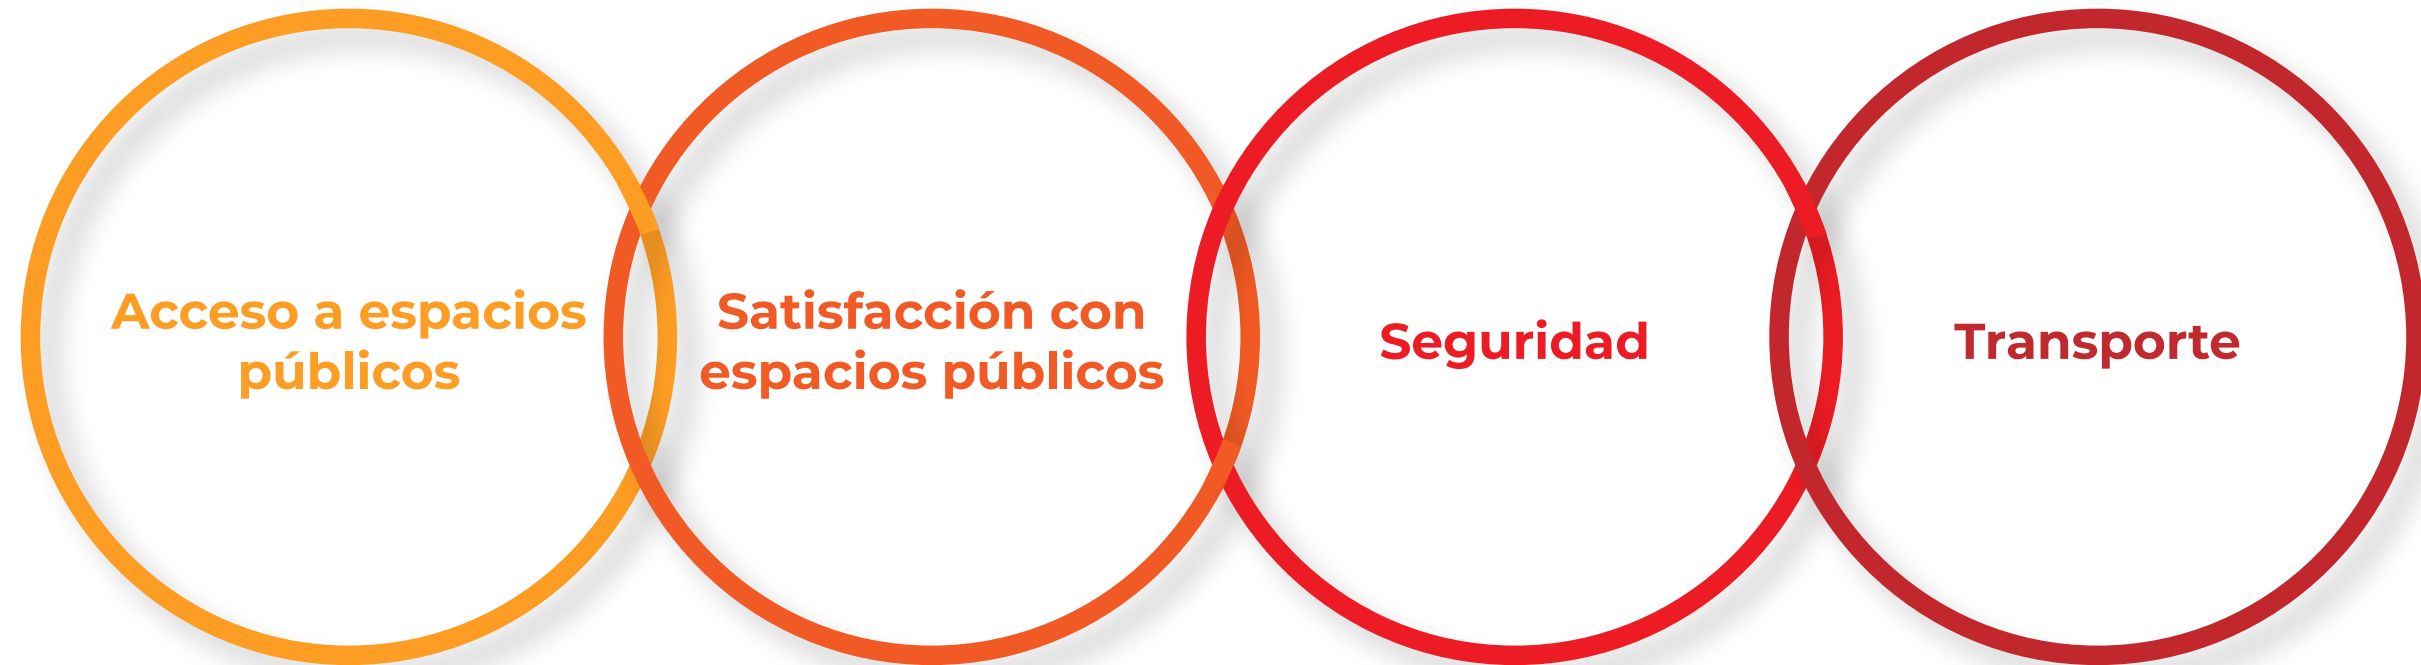 Acceso a espacios
públicos
Satisfacción con
espacios públicos
Seguridad
Transporte